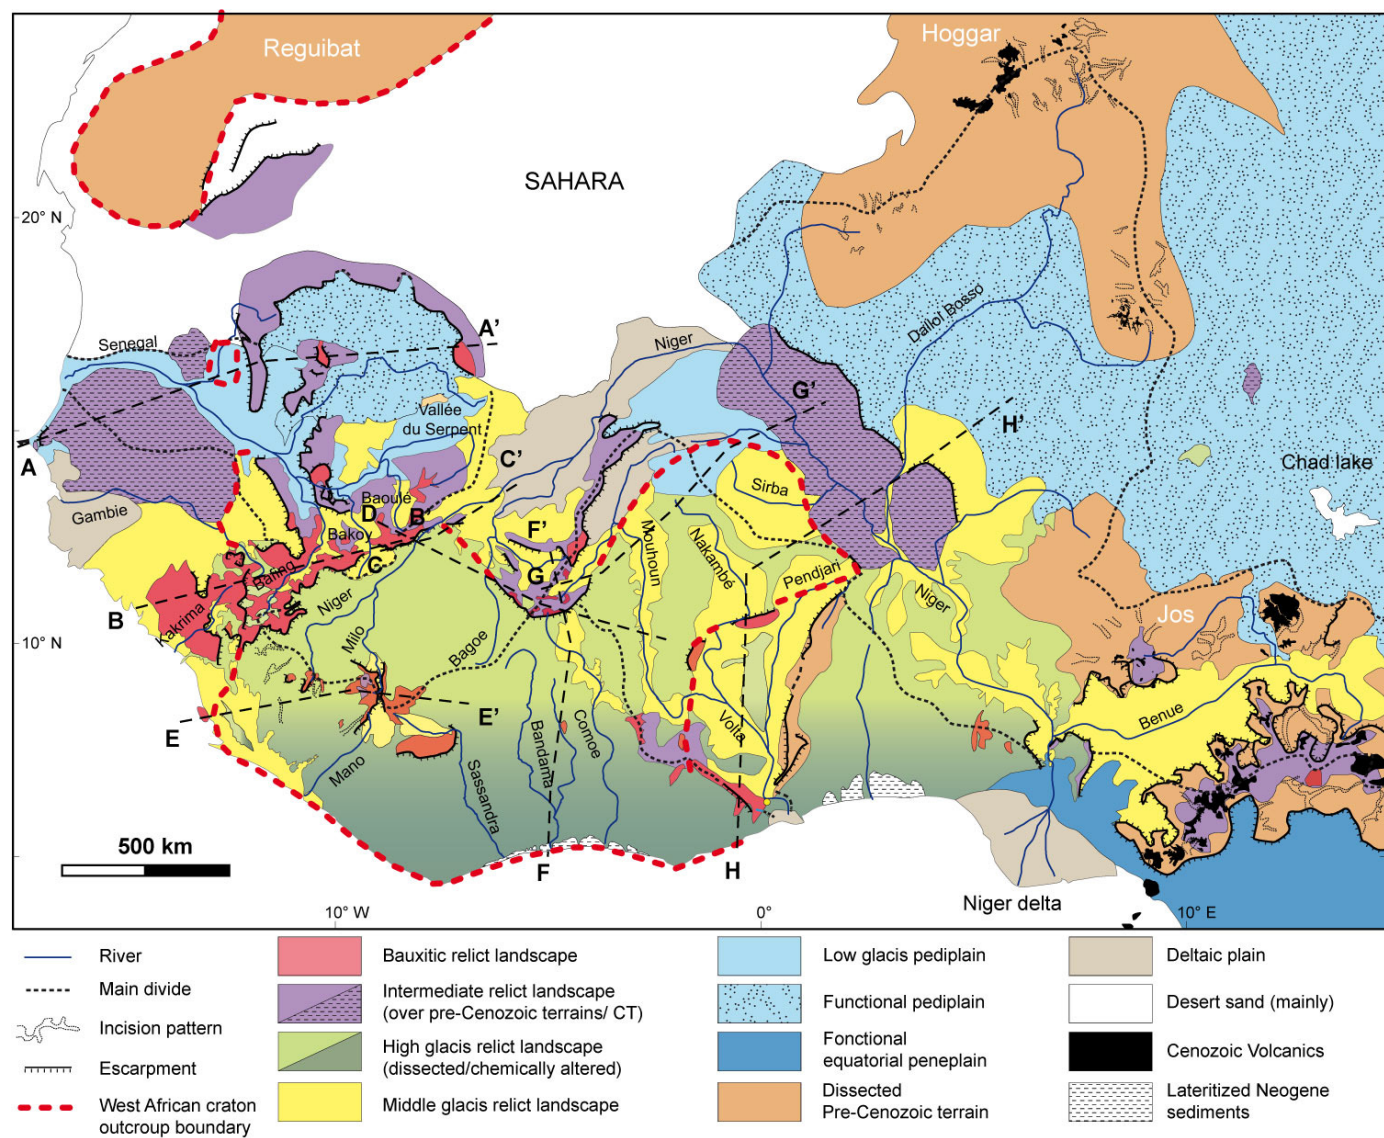 Reguibat
Hoggar
SAHARA
20° N
Dallol Bosso
Senegal
A'
Niger
G'
H'
Vallée
du Serpent
A
C'
Chad lake
Baoulé
Sirba
Gambie
D
B'
F'
Bakoy
Mouhoun
Nakambé
C
G
Pendjari
Bafing
Niger
B
Kakrima
Niger
Jos
10° N
Milo
Bagoe
E'
E
Volta
Benue
Mano
Bandama
Comoe
Sassandra
500 km
F
H
Niger delta
10° W
0°
10° E
River
Main divide
Incision pattern
Escarpment
West African craton
outcroup boundary
Bauxitic relict landscape
Intermediate relict landscape
(over pre-Cenozoic terrains/ CT)
High glacis relict landscape
(dissected/chemically altered)
Middle glacis relict landscape
Low glacis pediplain
Functional pediplain
Fonctional
equatorial peneplain
Dissected
Pre-Cenozoic terrain
Deltaic plain
Desert sand (mainly)
Cenozoic Volcanics
Lateritized Neogene
sediments